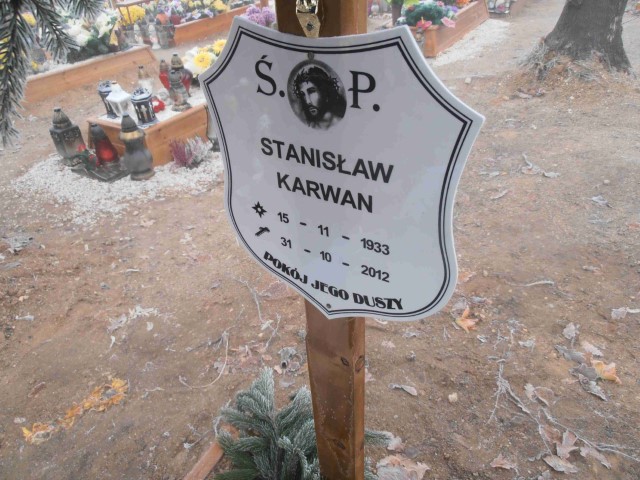 Ś. P.
STANISŁAW
KARWAN
15 - 11 - 1933
31 - 10 - 2012
POKÓJ JEGO DUSZY